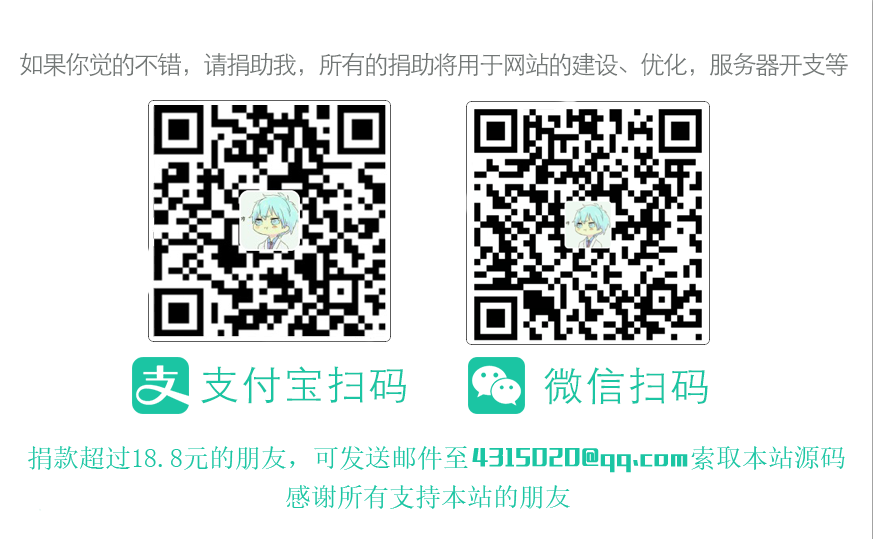 如果你觉的不错，请捐助我，所有的捐助将用于网站的建设、优化，服务器开支等
支付宝扫码
微信扫码
捐款超过18.8元的朋友，可发送邮件至4315020@qq.com索取本站源码
感谢所有支持本站的朋友